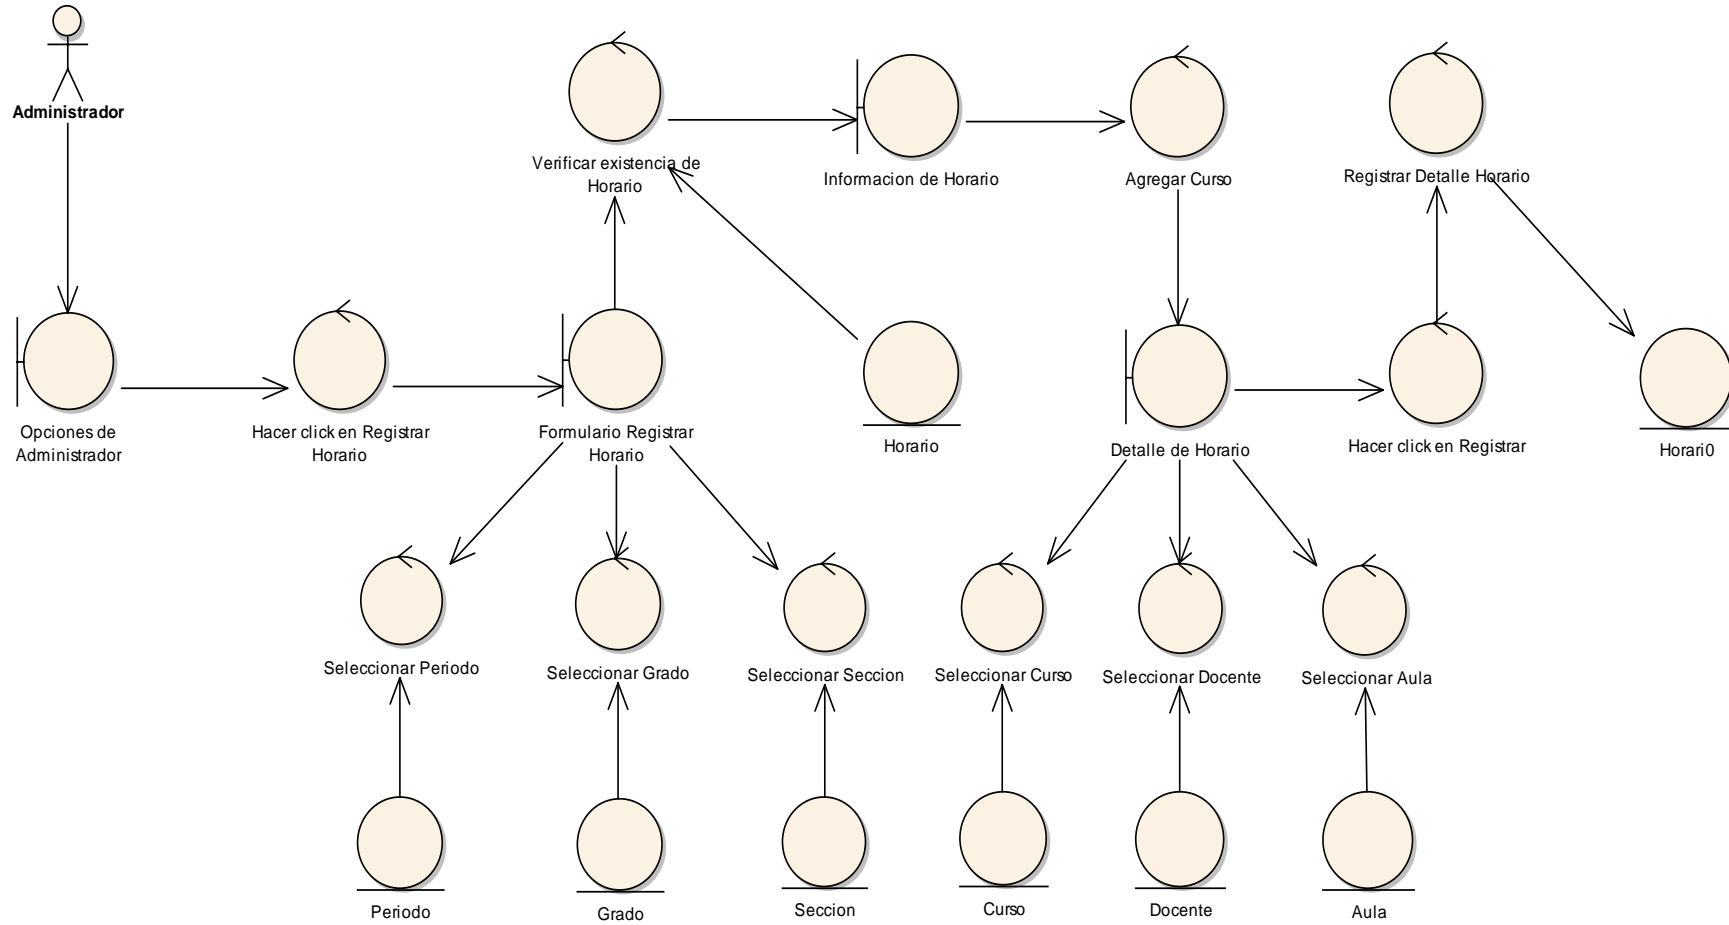 Administrador
Verificar existencia de
Horario
Informacion de Horario
Agregar Curso
Registrar Detalle Horario
Opciones de
Administrador
Hacer click en Registrar
Horario
Formulario Registrar
Horario
Horario
Detalle de Horario
Hacer click en Registrar
Horari0
Seleccionar Periodo
Seleccionar Grado
Seleccionar Seccion
Seleccionar Curso
Seleccionar Docente
Seleccionar Aula
Periodo
Grado
Seccion
Curso
Docente
Aula